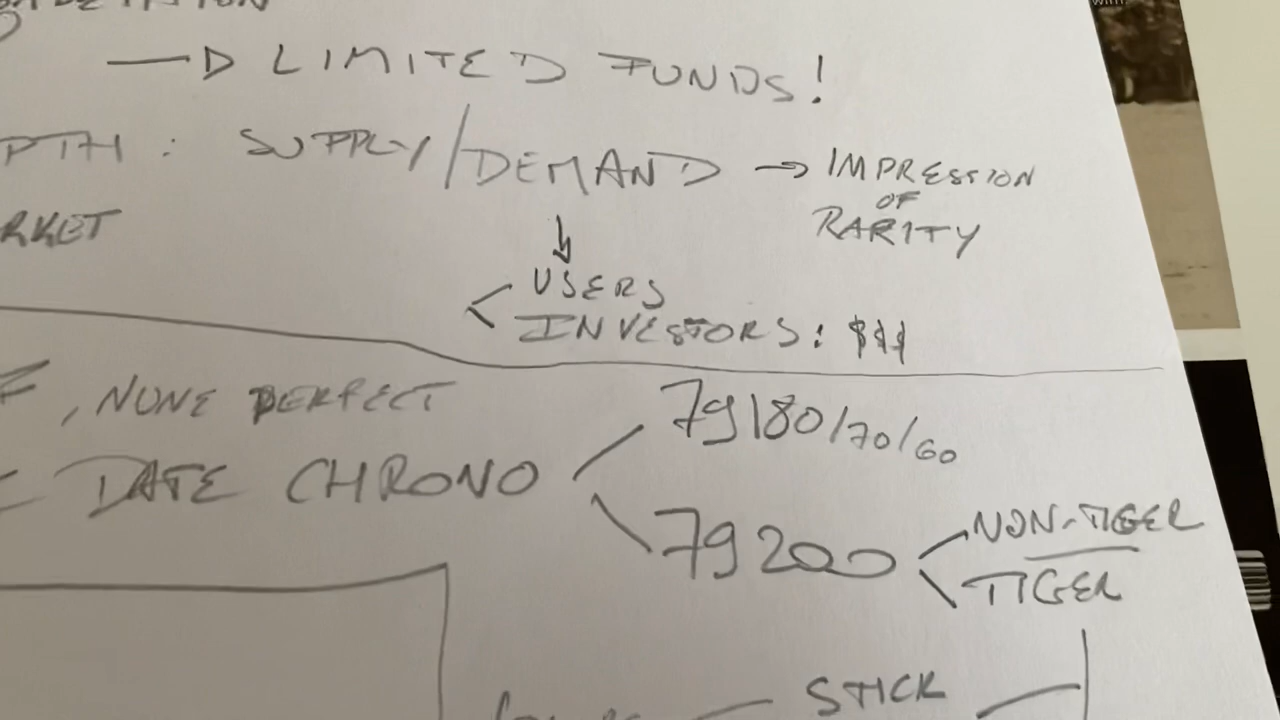 → LIMITED FUNDS!
PTH : SUPPLY/DEMAND → IMPRESSION
OF
RARITY
RKET
↓
< USERS
INVESTORS: $$$
, NONE PERFECT
DATE CHRONO < 79180/70/60
79200 < NON-TIGER
TIGER
STICK